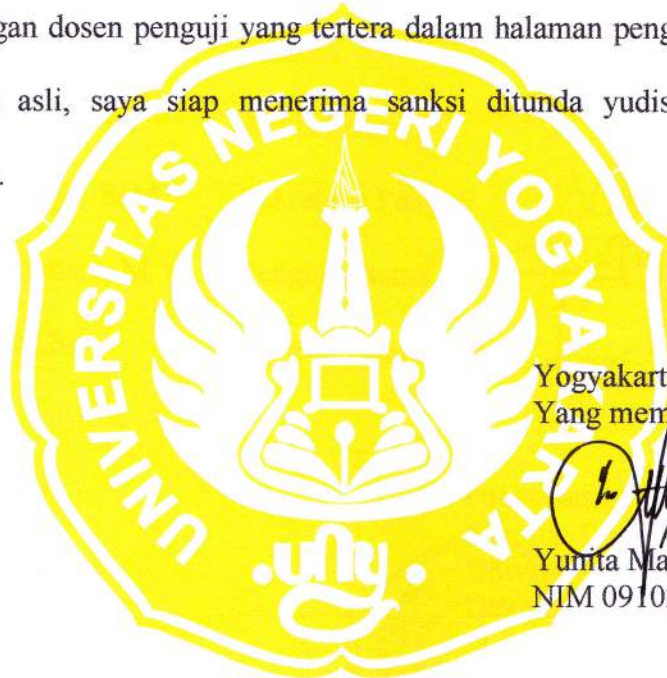 gan dosen penguji yang tertera dalam halaman peng
asli, saya siap menerima sanksi ditunda yudis
.
UNIVERSITAS NEGERI YOGYAKARTA
uny
Yogyakart
Yang mem
Yunita Ma
NIM 0910